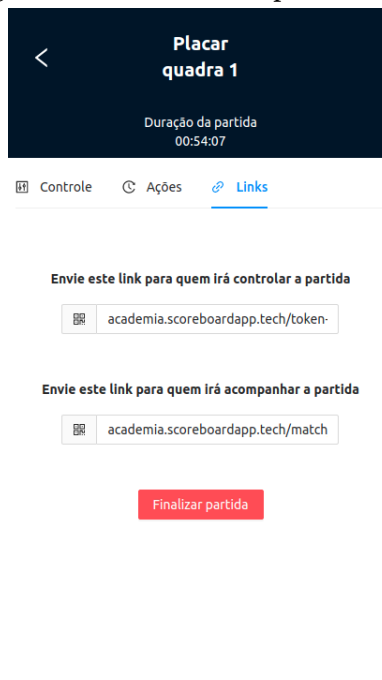 Placar
quadra 1
Duração da partida
00:54:07
Controle Ações Links
Envie este link para quem irá controlar a partida
academia.scoreboardapp.tech/token-
Envie este link para quem irá acompanhar a partida
academia.scoreboardapp.tech/match
Finalizar partida